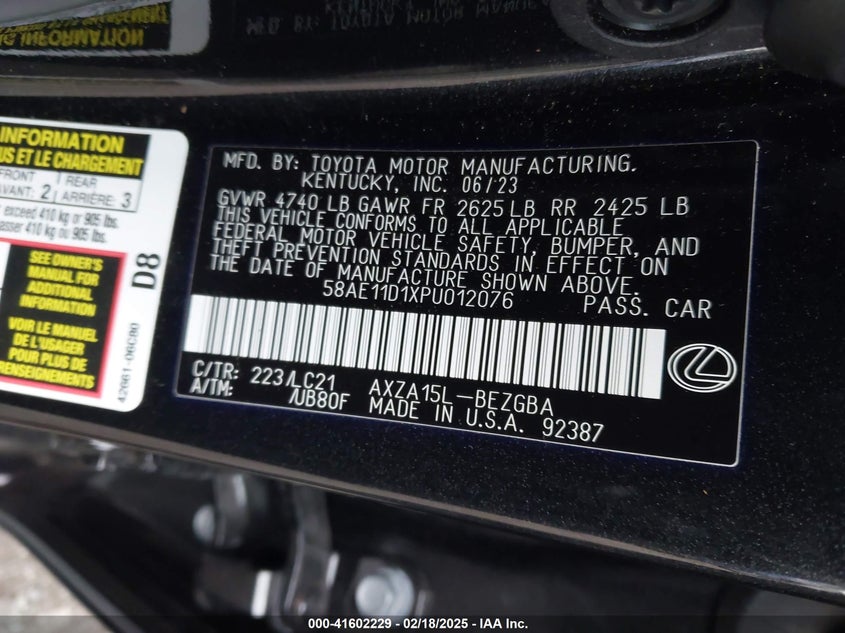 INFORMATION
US ET LE CHARGEMENT
FRONT
AVANT: 2
REAR
ARRIÈRE: 3
exceed 410 kg or 905 lbs.
asser 410 kg ou 905 lbs.
SEE OWNER'S
MANUAL FOR
ADDITIONAL
INFORMATION
VOIR LE MANUEL
DE L'USAGER
POUR PLUS DE
RENSEIGNEMENTS
D8
42661-06C80
MFD. BY: TOYOTA MOTOR MANUFACTURING.
KENTUCKY, INC. 06/23
GVWR 4740 LB GAWR FR 2625 LB RR 2425 LB
THIS VEHICLE CONFORMS TO ALL APPLICABLE
FEDERAL MOTOR VEHICLE SAFETY, BUMPER, AND
THEFT PREVENTION STANDARDS IN EFFECT ON
THE DATE OF MANUFACTURE SHOWN ABOVE.
58AE11D1XPU012076 PASS. CAR
C/TR: 223/LC21 AXZA15L-BEZGBA
A/TM: /UB80F MADE IN U.S.A. 92387
000-41602229 - 02/18/2025 - IAA Inc.